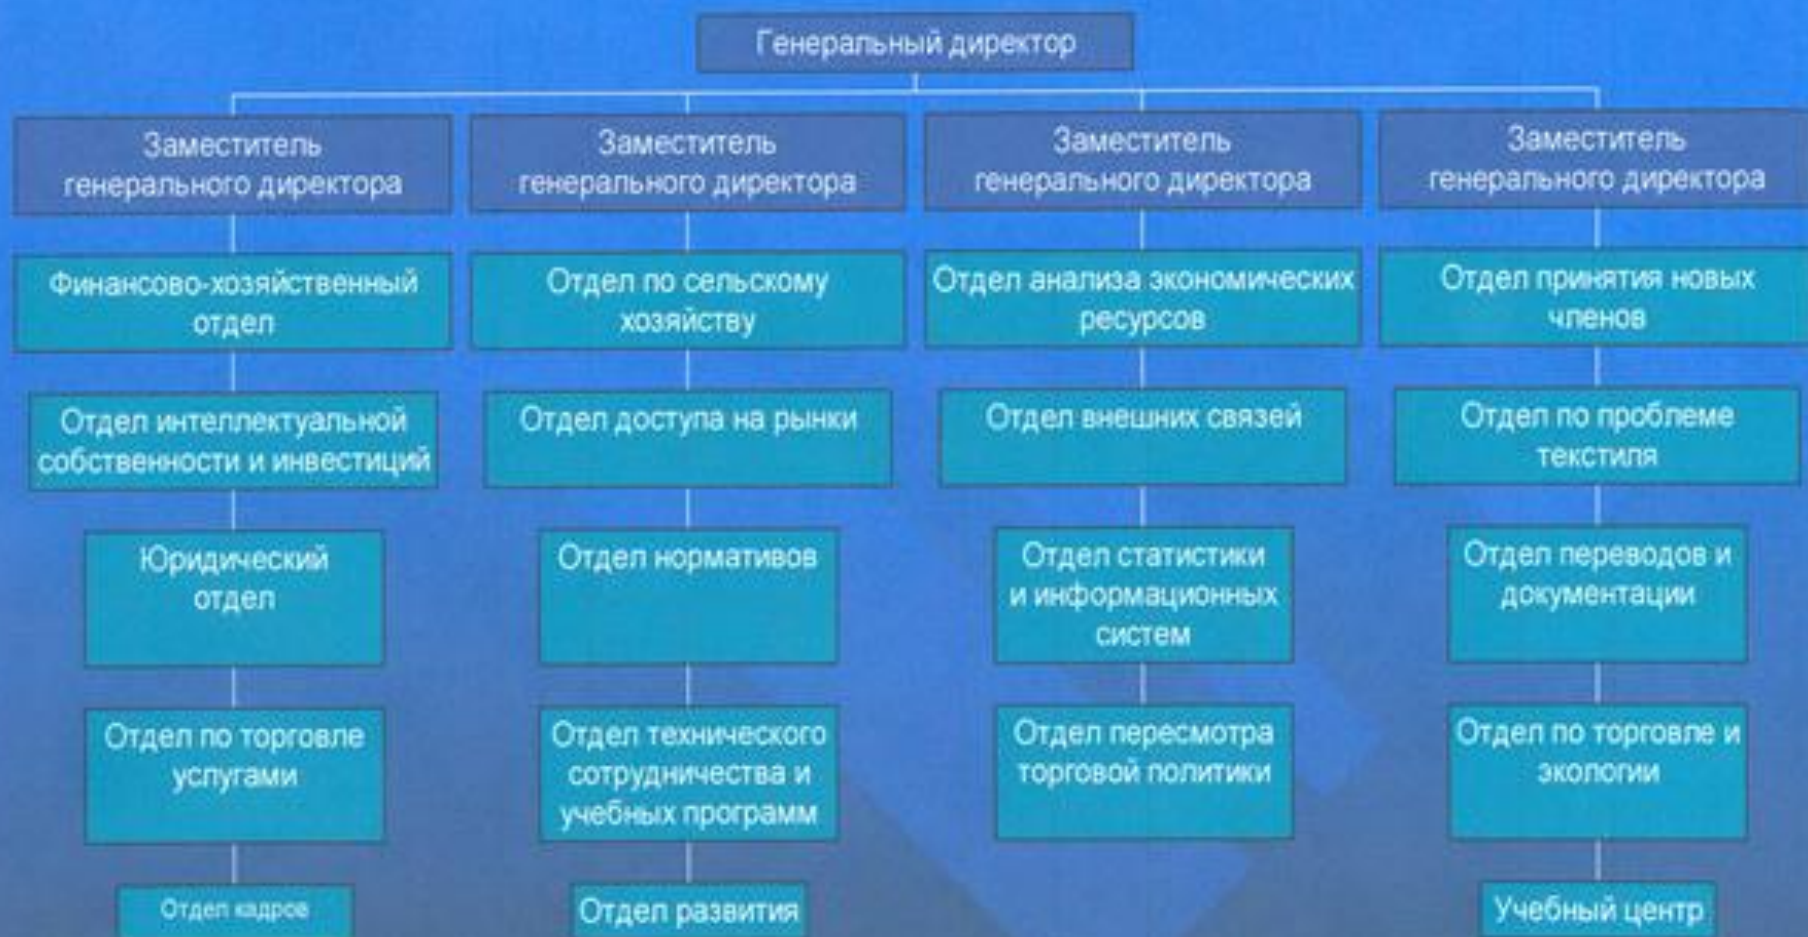 Генеральный директор
Заместитель
генерального директора
Заместитель
генерального директора
Заместитель
генерального директора
Заместитель
генерального директора
Финансово-хозяйственный
отдел
Отдел по сельскому
хозяйству
Отдел анализа экономических
ресурсов
Отдел принятия новых
членов
Отдел интеллектуальной
собственности и инвестиций
Отдел доступа на рынки
Отдел внешних связей
Отдел по проблеме
текстиля
Юридический
отдел
Отдел нормативов
Отдел статистики
и информационных
систем
Отдел переводов и
документации
Отдел по торговле
услугами
Отдел технического
сотрудничества и
учебных программ
Отдел пересмотра
торговой политики
Отдел по торговле и
экологии
Отдел кадров
Отдел развития
Учебный центр